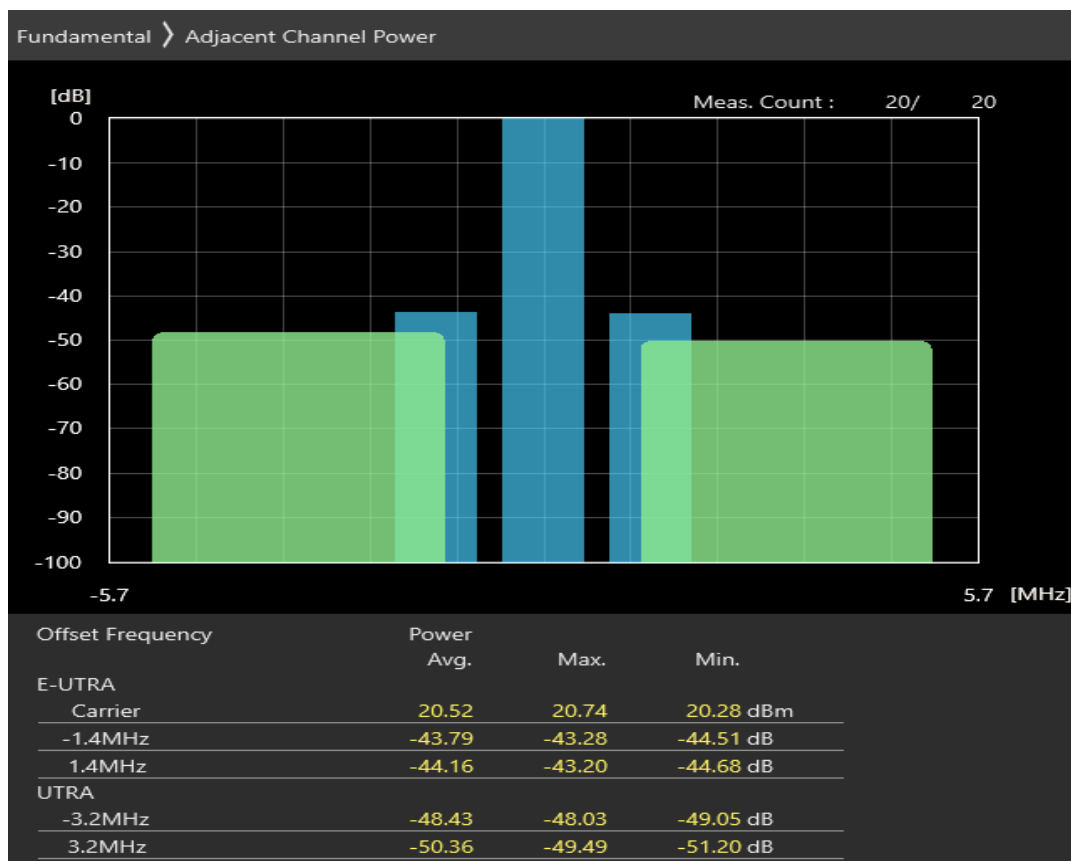 Fundamental 〉 Adjacent Channel Power
[dB]
Meas. Count : 20/ 20
0
-10
-20
-30
-40
-50
-60
-70
-80
-90
-100
-5.7 5.7 [MHz]
Offset Frequency Power
Avg. Max. Min.
E-UTRA
Carrier 20.52 20.74 20.28 dBm
-1.4MHz -43.79 -43.28 -44.51 dB
1.4MHz -44.16 -43.20 -44.68 dB
UTRA
-3.2MHz -48.43 -48.03 -49.05 dB
3.2MHz -50.36 -49.49 -51.20 dB